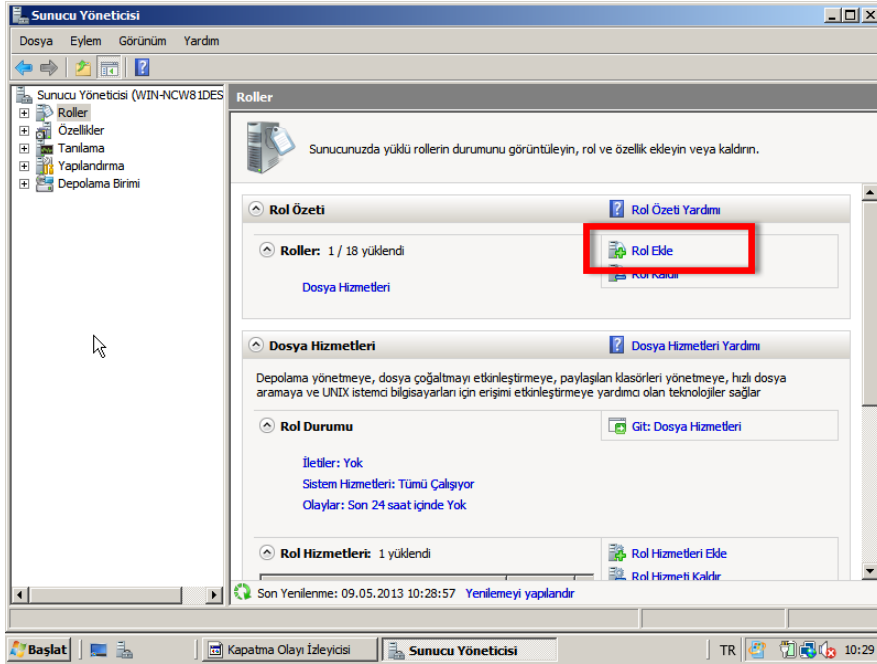 Sunucu Yöneticisi
Dosya Eylem Görünüm Yardım
Sunucu Yöneticisi (WIN-NCW81DES
Roller
Özellikler
Tanılama
Yapılandırma
Depolama Birimi
Roller
Sunucunuzda yüklü rollerin durumunu görüntüleyin, rol ve özellik ekleyin veya kaldırın.
Rol Özeti
Rol Özeti Yardımı
Roller: 1 / 18 yüklendi
Rol Ekle
Rol Kaldır
Dosya Hizmetleri
Dosya Hizmetleri
Dosya Hizmetleri Yardımı
Depolama yönetmeye, dosya çoğaltmayı etkinleştirmeye, paylaşılan klasörleri yönetmeye, hızlı dosya
aramaya ve UNIX istemci bilgisayarları için erişimi etkinleştirmeye yardımcı olan teknolojiler sağlar
Rol Durumu
Git: Dosya Hizmetleri
İletiler: Yok
Sistem Hizmetleri: Tümü Çalışıyor
Olaylar: Son 24 saat içinde Yok
Rol Hizmetleri: 1 yüklendi
Rol Hizmetleri Ekle
Rol Hizmeti Kaldır
Son Yenilenme: 09.05.2013 10:28:57 Yenilemeyi yapılandır
Başlat
Kapatma Olayı İzleyicisi
Sunucu Yöneticisi
TR
10:29